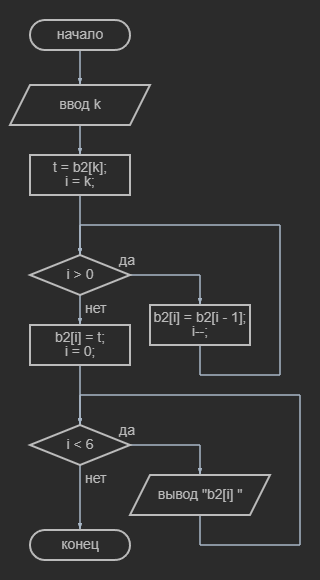 начало
ввод k
t = b2[k];
i = k;
да
i > 0
нет
b2[i] = b2[i - 1];
i--;
b2[i] = t;
i = 0;
да
i < 6
нет
вывод "b2[i] "
конец